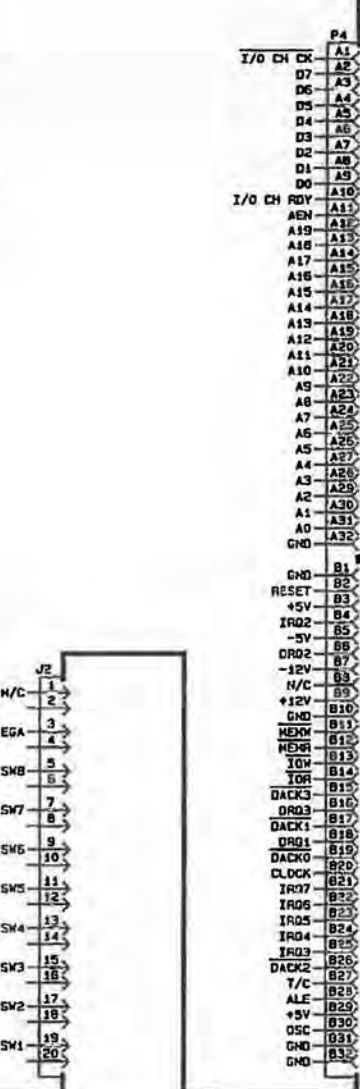 P4
I/O CH CK A1
D7 A2
D6 A3
D5 A4
D4 A5
D3 A6
D2 A7
D1 A8
D0 A9
I/O CH RDY A10
AEN A11
A19 A12
A18 A13
A17 A14
A16 A15
A15 A16
A14 A17
A13 A18
A12 A19
A11 A20
A10 A21
A9 A22
A8 A23
A7 A24
A6 A25
A5 A26
A4 A27
A3 A28
A2 A29
A1 A30
A0 A31
GND A32
GND B1
RESET B2
+5V B3
IRQ2 B4
-5V B5
DRQ2 B6
-12V B7
N/C B8
+12V B9
GND B10
MEMW B11
MEMR B12
IOW B13
IOR B14
DACK3 B15
DRQ3 B16
DACK1 B17
DRQ1 B18
DACK0 B19
CLOCK B20
IRQ7 B21
IRQ6 B22
IRQ5 B23
IRQ4 B24
IRQ3 B25
DACK2 B26
T/C B27
ALE B28
+5V B29
OSC B30
GND B31
GND B32
J2
N/C 1
2
EGA 3
4
SW8 5
6
SW7 7
8
SW6 9
10
SW5 11
12
SW4 13
14
SW3 15
16
SW2 17
18
SW1 19
20